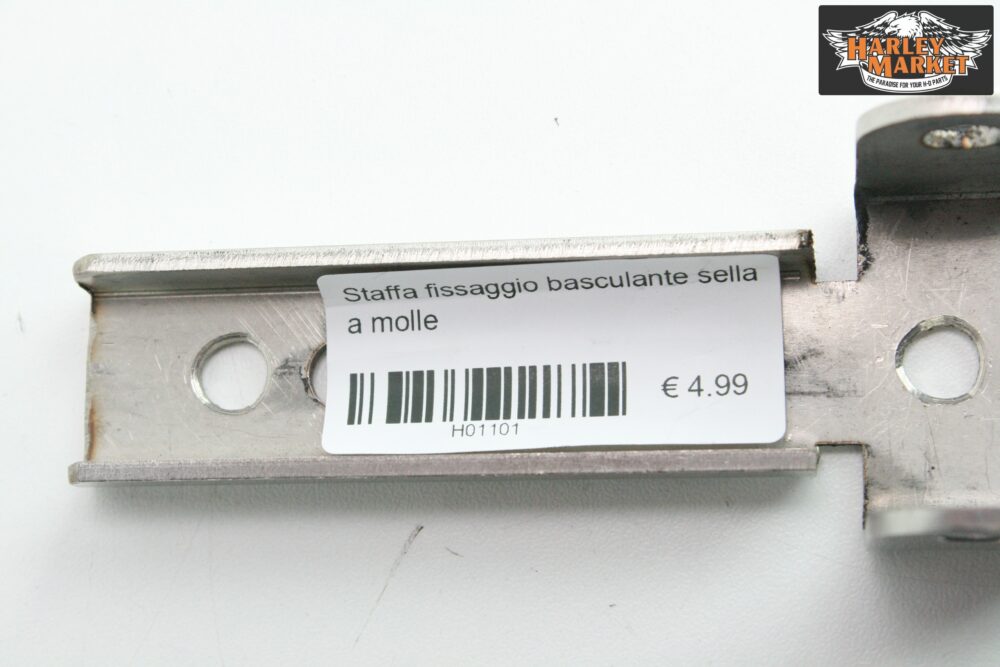 HARLEY
MARKET
THE PARADISE FOR YOUR H-D PARTS
Staffa fissaggio basculante sella
a molle
€ 4.99
H01101